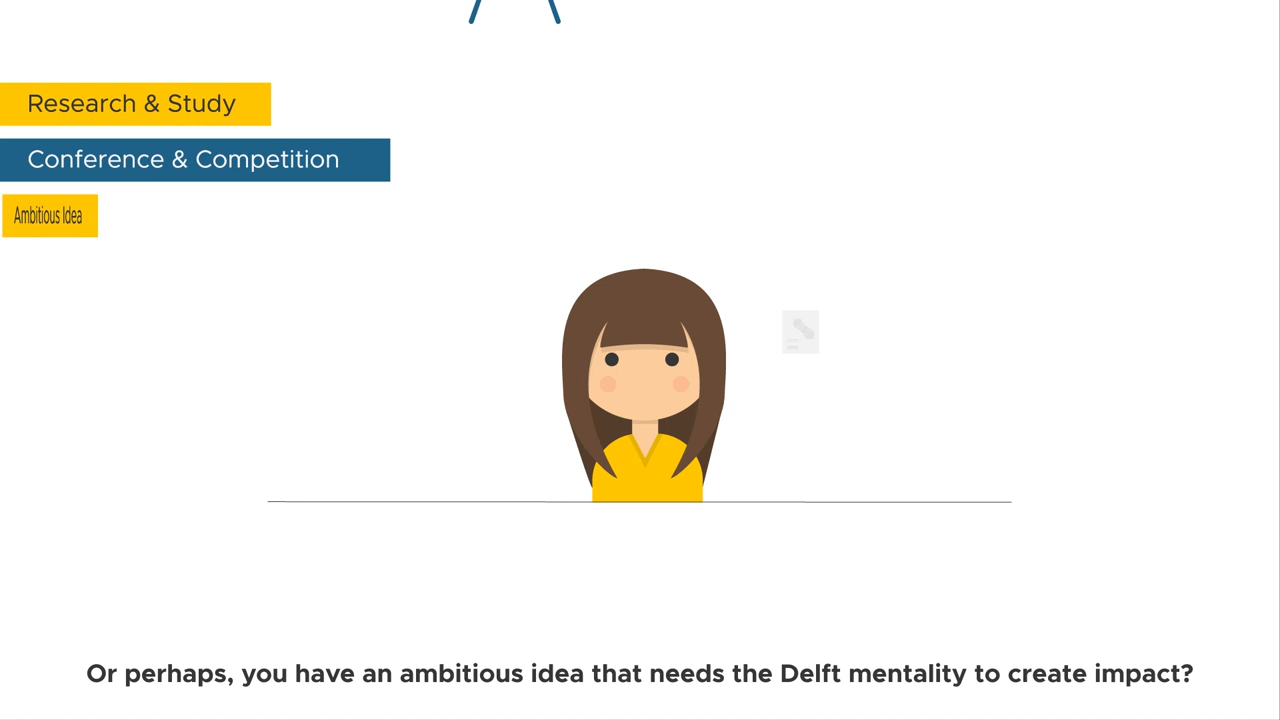 Research & Study
Conference & Competition
Ambitious Idea
Or perhaps, you have an ambitious idea that needs the Delft mentality to create impact?